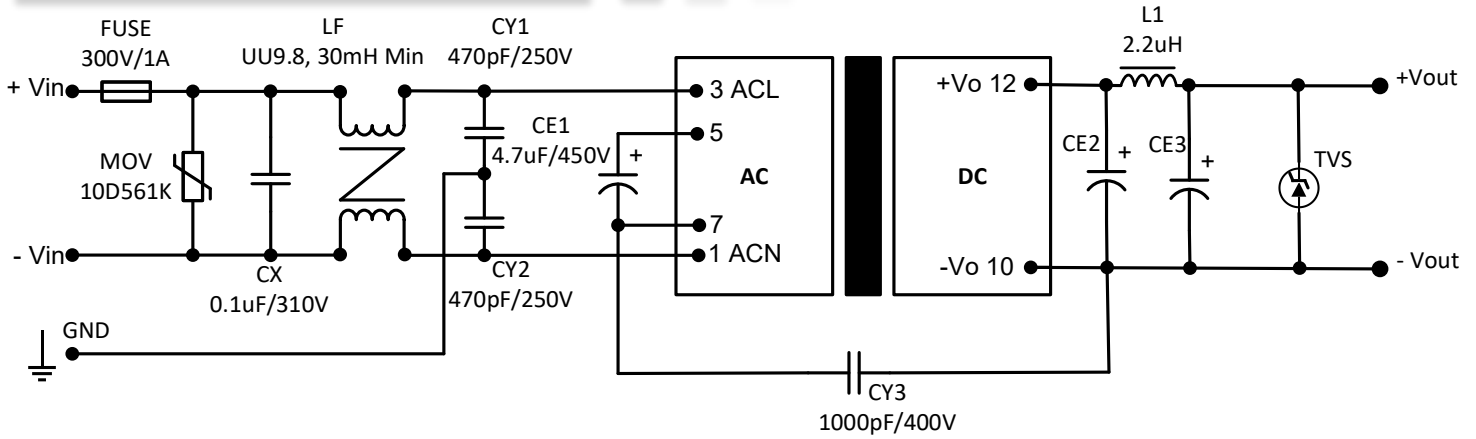 FUSE
300V/1A
LF
UU9.8, 30mH Min
CY1
470pF/250V
L1
2.2uH
+ Vin
3 ACL
+Vo 12
+Vout
5
CE1
4.7uF/450V
+
MOV
10D561K
AC
DC
CE2
+
CE3
+
TVS
7
- Vin
1 ACN
-Vo 10
- Vout
CX
0.1uF/310V
CY2
470pF/250V
GND
CY3
1000pF/400V